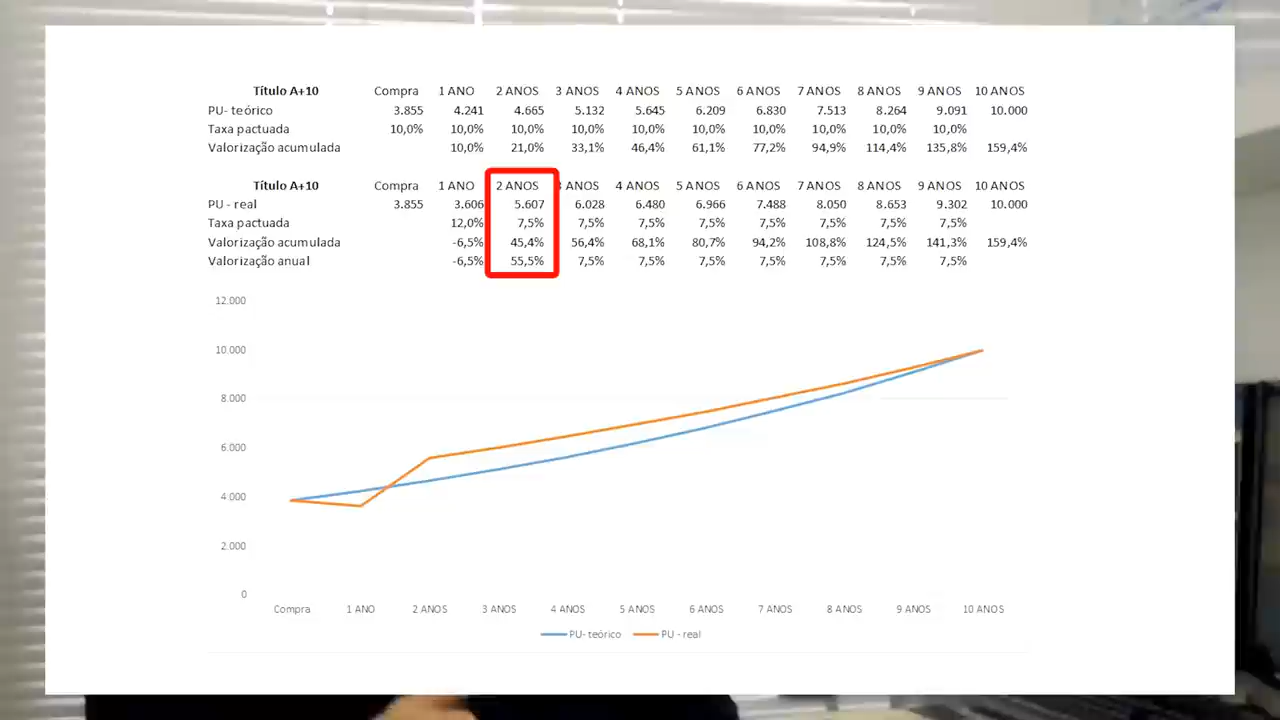 Título A+10 Compra 1 ANO 2 ANOS 3 ANOS 4 ANOS 5 ANOS 6 ANOS 7 ANOS 8 ANOS 9 ANOS 10 ANOS
PU- teórico 3.855 4.241 4.665 5.132 5.645 6.209 6.830 7.513 8.264 9.091 10.000
Taxa pactuada 10,0% 10,0% 10,0% 10,0% 10,0% 10,0% 10,0% 10,0% 10,0% 10,0%
Valorização acumulada 10,0% 21,0% 33,1% 46,4% 61,1% 77,2% 94,9% 114,4% 135,8% 159,4%
Título A+10 Compra 1 ANO 2 ANOS 3 ANOS 4 ANOS 5 ANOS 6 ANOS 7 ANOS 8 ANOS 9 ANOS 10 ANOS
PU - real 3.855 3.606 5.607 6.028 6.480 6.966 7.488 8.050 8.653 9.302 10.000
Taxa pactuada 12,0% 7,5% 7,5% 7,5% 7,5% 7,5% 7,5% 7,5% 7,5%
Valorização acumulada -6,5% 45,4% 56,4% 68,1% 80,7% 94,2% 108,8% 124,5% 141,3% 159,4%
Valorização anual -6,5% 55,5% 7,5% 7,5% 7,5% 7,5% 7,5% 7,5% 7,5%
12.000
10.000
8.000
6.000
4.000
2.000
0
Compra 1 ANO 2 ANOS 3 ANOS 4 ANOS 5 ANOS 6 ANOS 7 ANOS 8 ANOS 9 ANOS 10 ANOS
PU- teórico PU - real